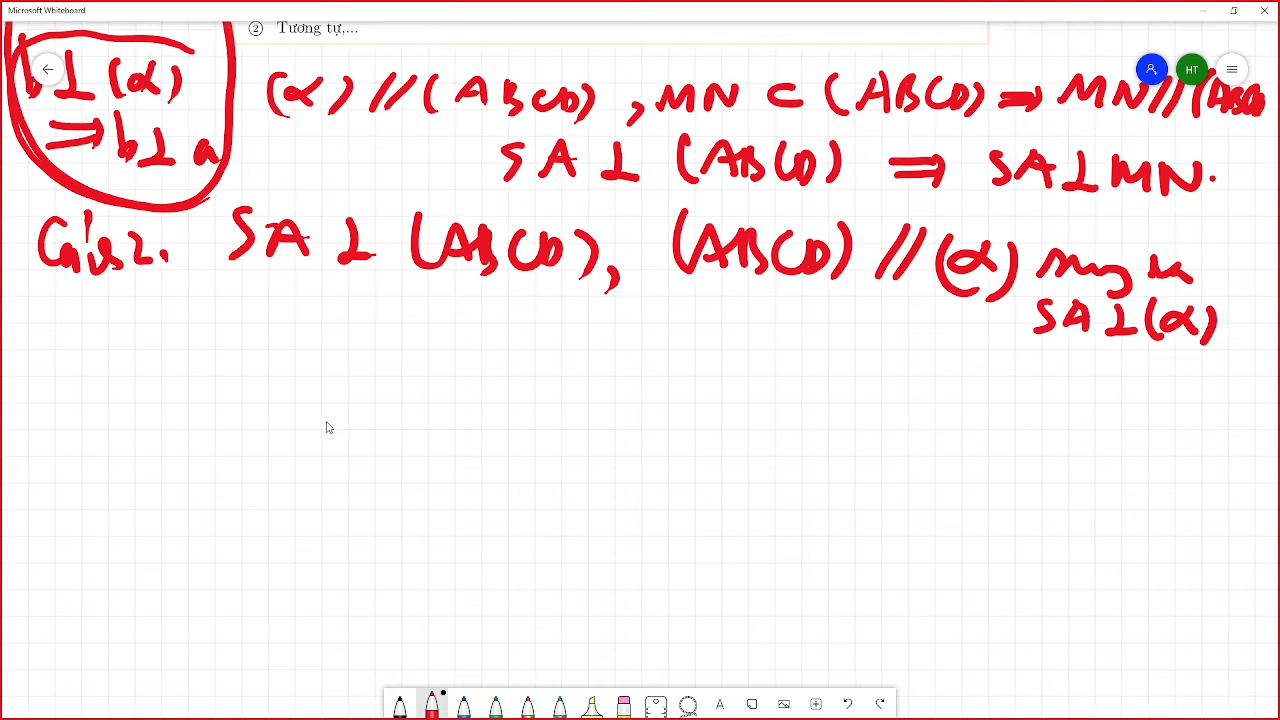 Microsoft Whiteboard
② Tương tự,...
b ⊥ (α)
⇒ b ⊥ a
(α) // (ABCD) , MN ⊂ (ABCD) ⇒ MN // (ABCD)
SA ⊥ (ABCD) ⇒ SA ⊥ MN.
Cách 2. SA ⊥ (ABCD), (ABCD) // (α)
SA ⊥ (α)
HT
A